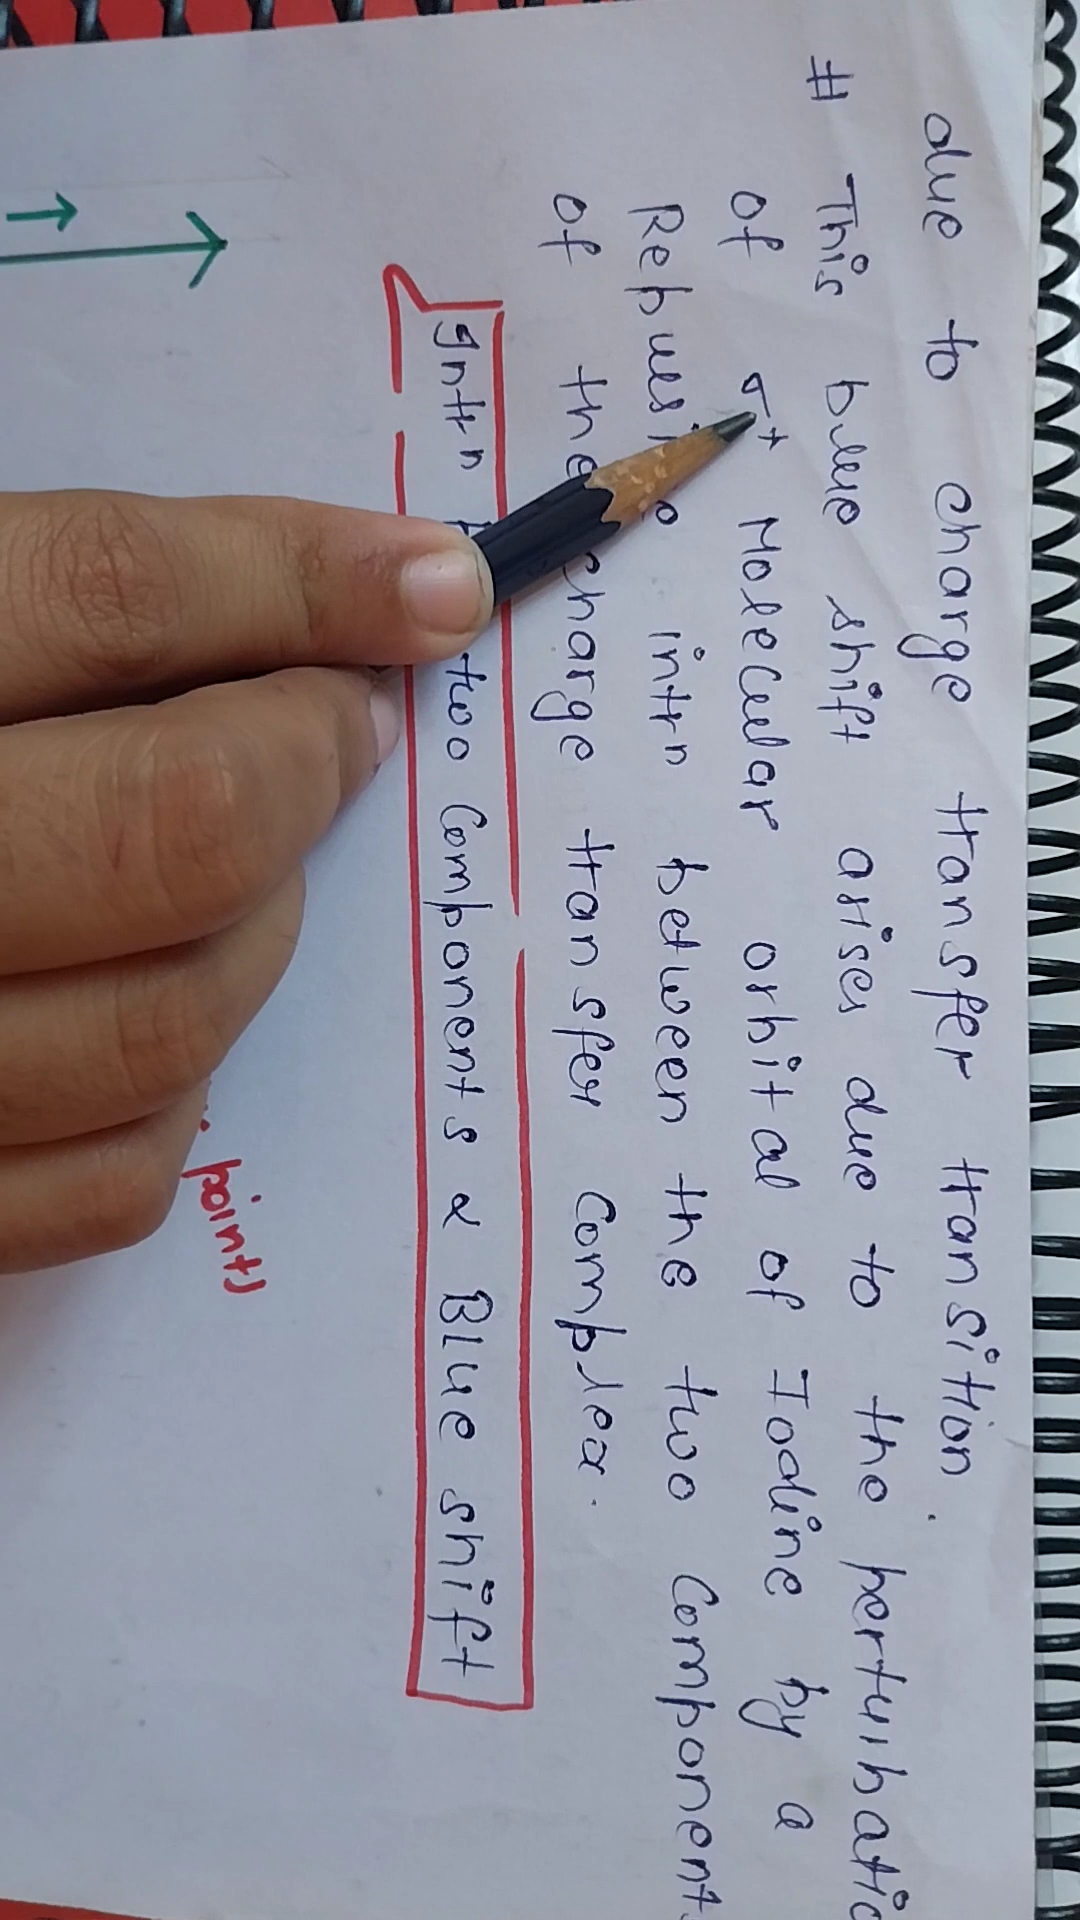 due to charge transfer transition.
# This blue shift arises due to the perturbatio
of σ+ Molecular orbital of Iodine by a
intrn between the two Component
of the charge transfer Complex.
Intrn two Components α Blue shift
points